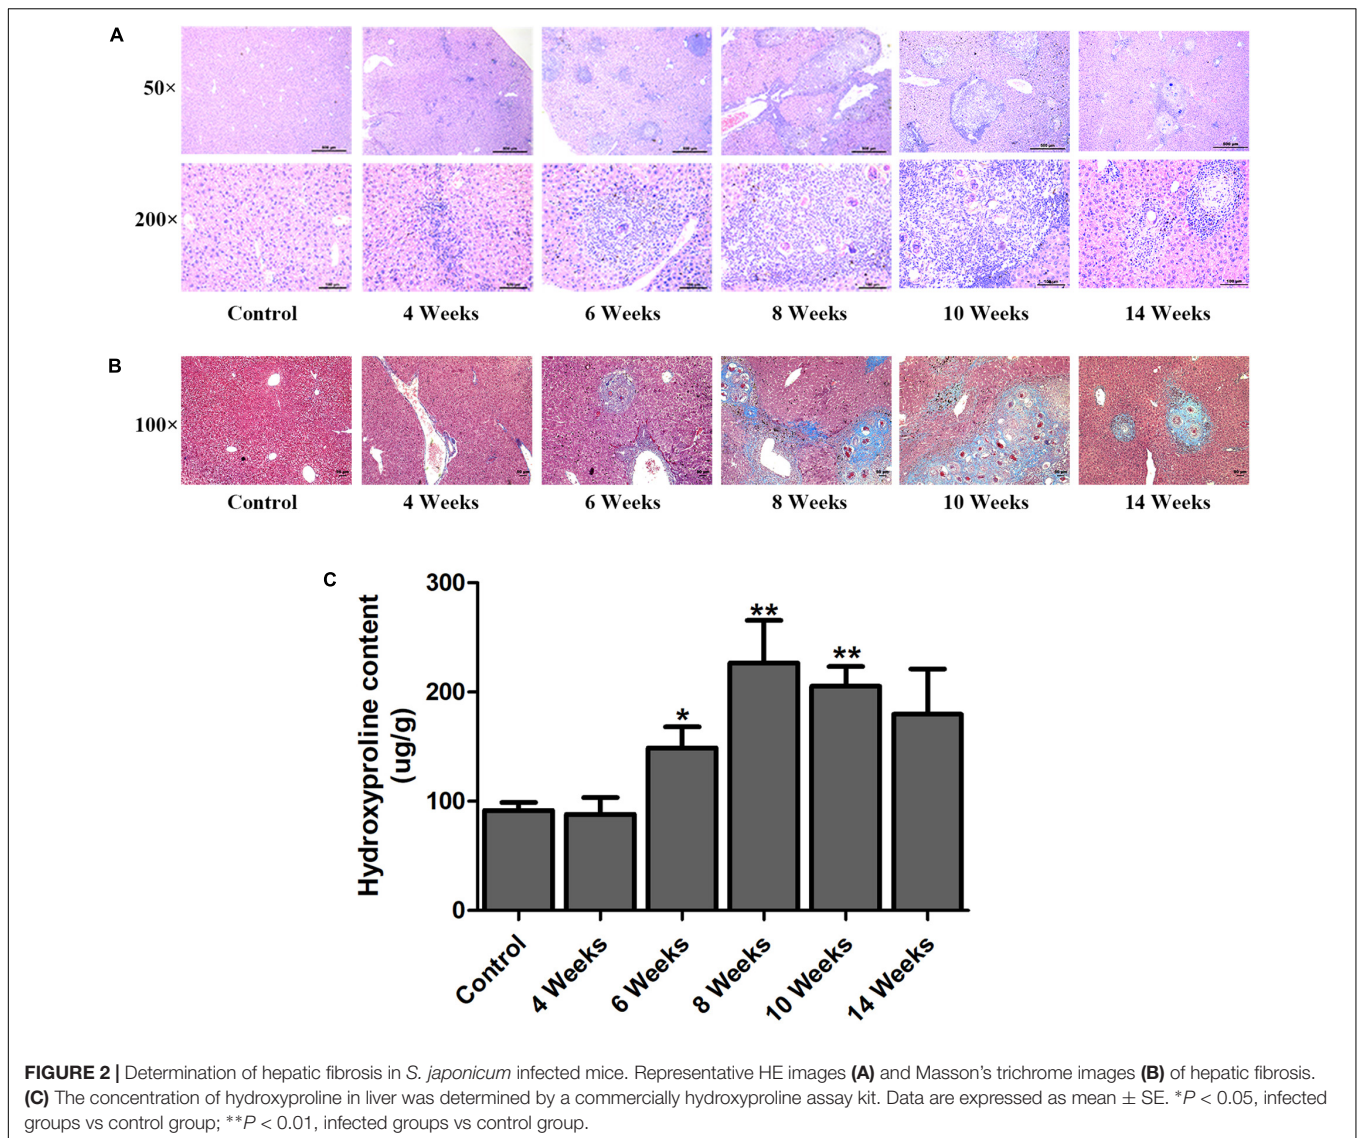 A
50×
200×
Control 4 Weeks 6 Weeks 8 Weeks 10 Weeks 14 Weeks
B
100×
Control 4 Weeks 6 Weeks 8 Weeks 10 Weeks 14 Weeks
C
Hydroxyproline content
(ug/g)
300
200
100
0
*
**
**
Control 4 Weeks 6 Weeks 8 Weeks 10 Weeks 14 Weeks
FIGURE 2 | Determination of hepatic fibrosis in S. japonicum infected mice. Representative HE images (A) and Masson's trichrome images (B) of hepatic fibrosis.
(C) The concentration of hydroxyproline in liver was determined by a commercially hydroxyproline assay kit. Data are expressed as mean ± SE. *P < 0.05, infected
groups vs control group; **P < 0.01, infected groups vs control group.